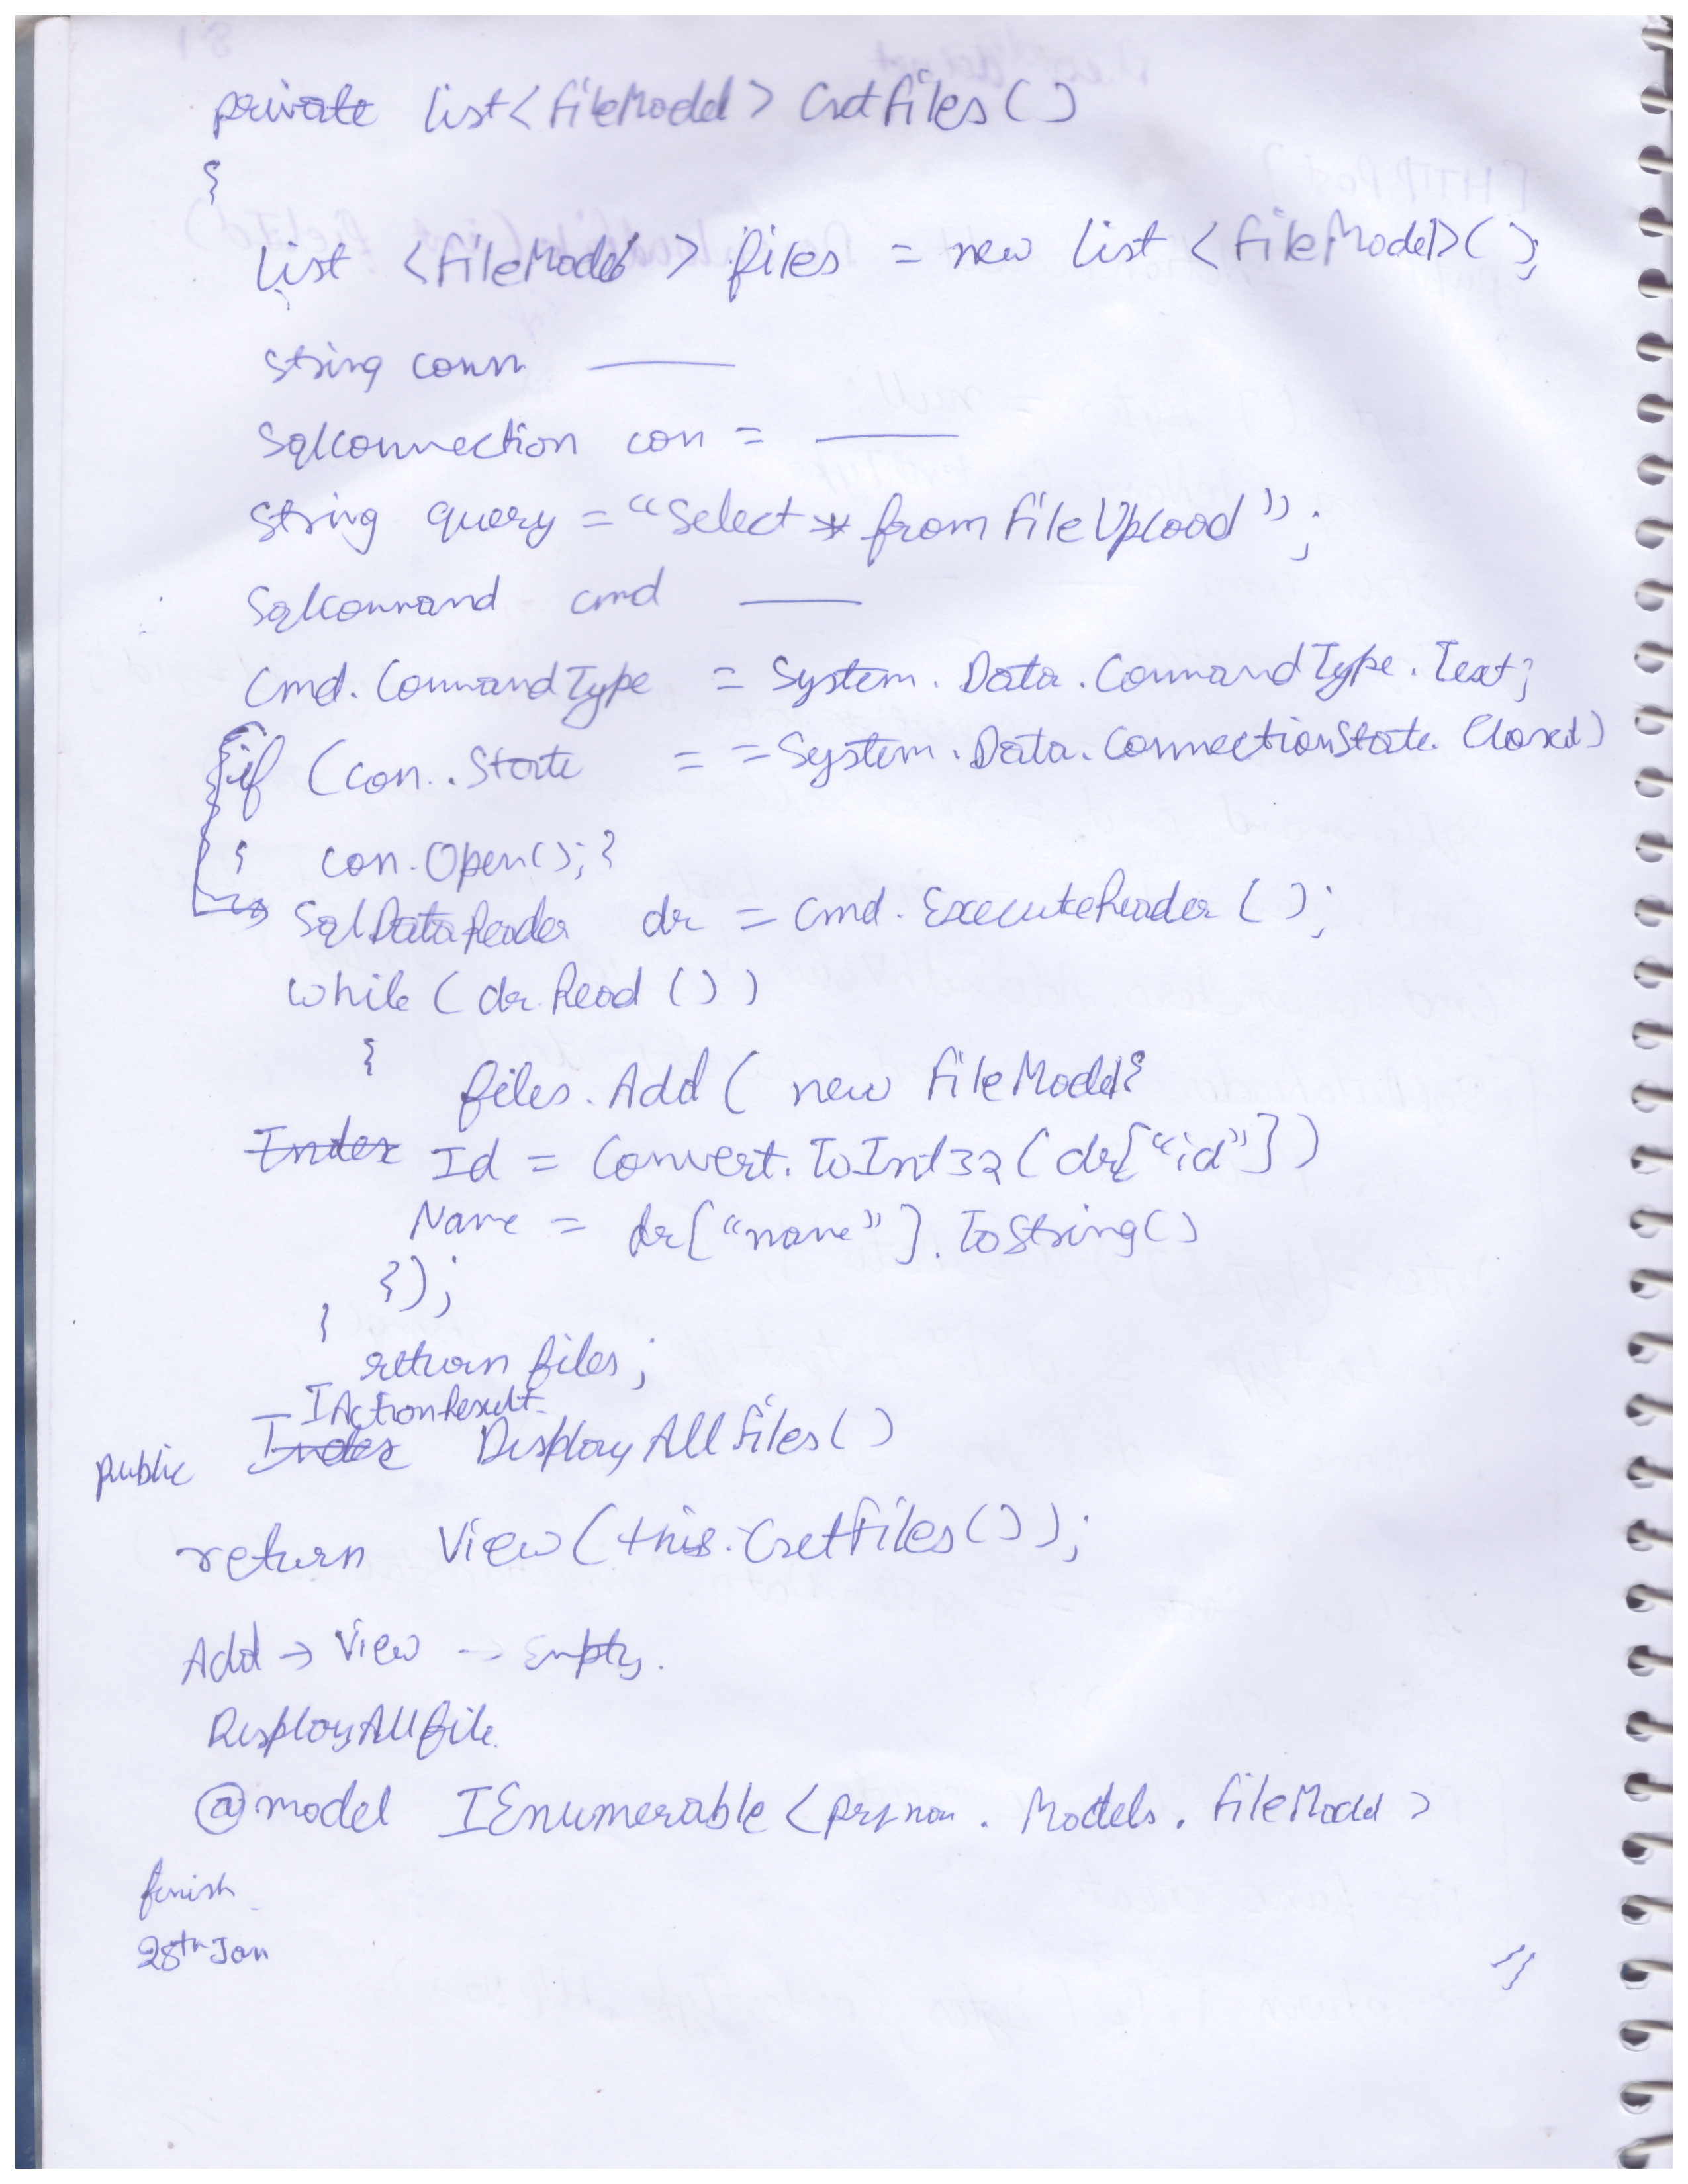 private List<FileModel> GetFiles()
{
List <FileModel> files = new List <FileModel>();
string conn ———
Sqlconnection con = ———
String query = "Select * from FileUpload";
Sqlcommand cmd ———
Cmd.CommandType = System.Data.CommandType.Text;
if (con..State == System.Data.ConnectionState.Closed)
{ con.Open();}
SqlDataReader dr = cmd.ExecuteReader();
while (dr.Read())
{ files.Add( new FileModel{
Index Id = Convert.ToInt32(dr["id"])
Name = dr["name"].ToString()
});
}
return files;
IActionResult
public Index DisplayAllFiles()
return View(this.GetFiles());
Add → View → Empty.
DisplayAllfile.
@model IEnumerable<prjnan.Models.FileModel>
finish
28th Jan